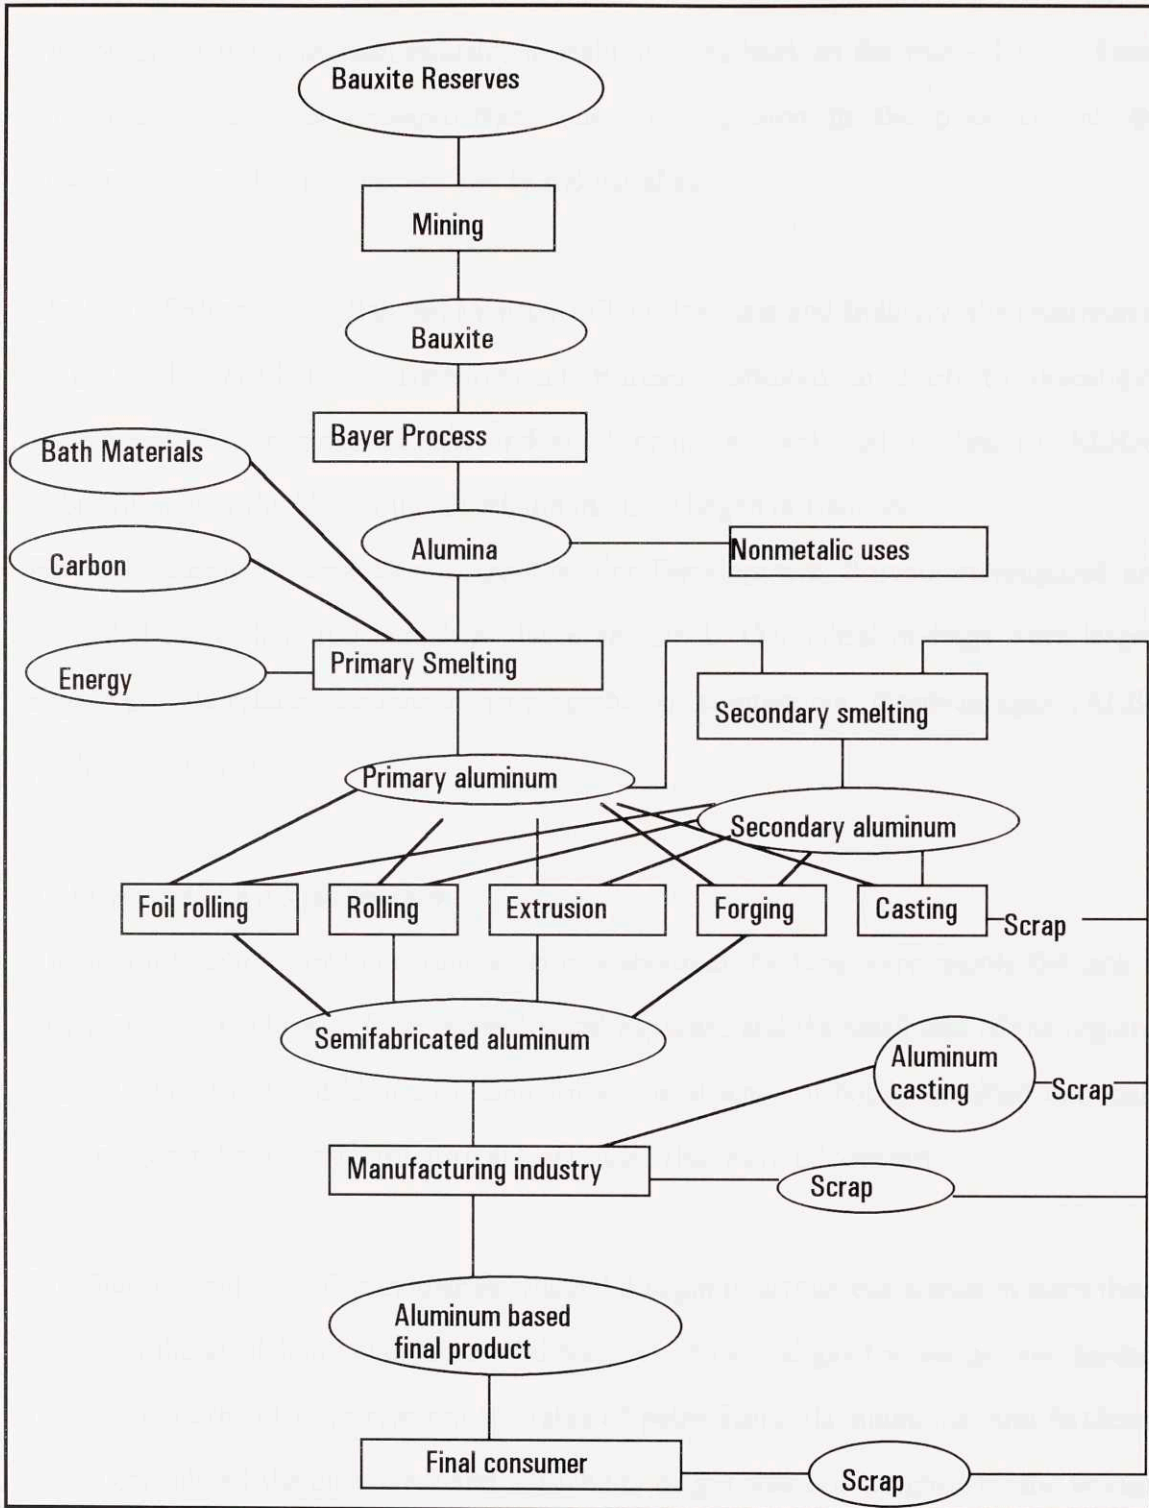 Bauxite Reserves
Mining
Bauxite
Bayer Process
Bath Materials
Alumina
Nonmetalic uses
Carbon
Primary Smelting
Energy
Secondary smelting
Primary aluminum
Secondary aluminum
Foil rolling
Rolling
Extrusion
Forging
Casting
Scrap
Semifabricated aluminum
Aluminum
casting
Scrap
Manufacturing industry
Scrap
Aluminum based
final product
Final consumer
Scrap